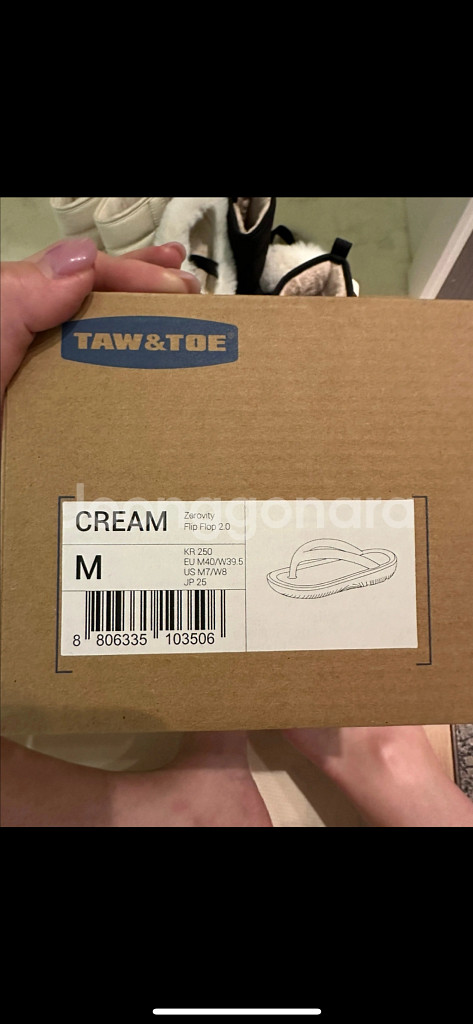 TAW&TOE®
joonggonara
CREAM
Zerovity
Flip Flop 2.0
M
KR 250
EU M40/W39.5
US M7/W8
JP 25
8 806335 103506